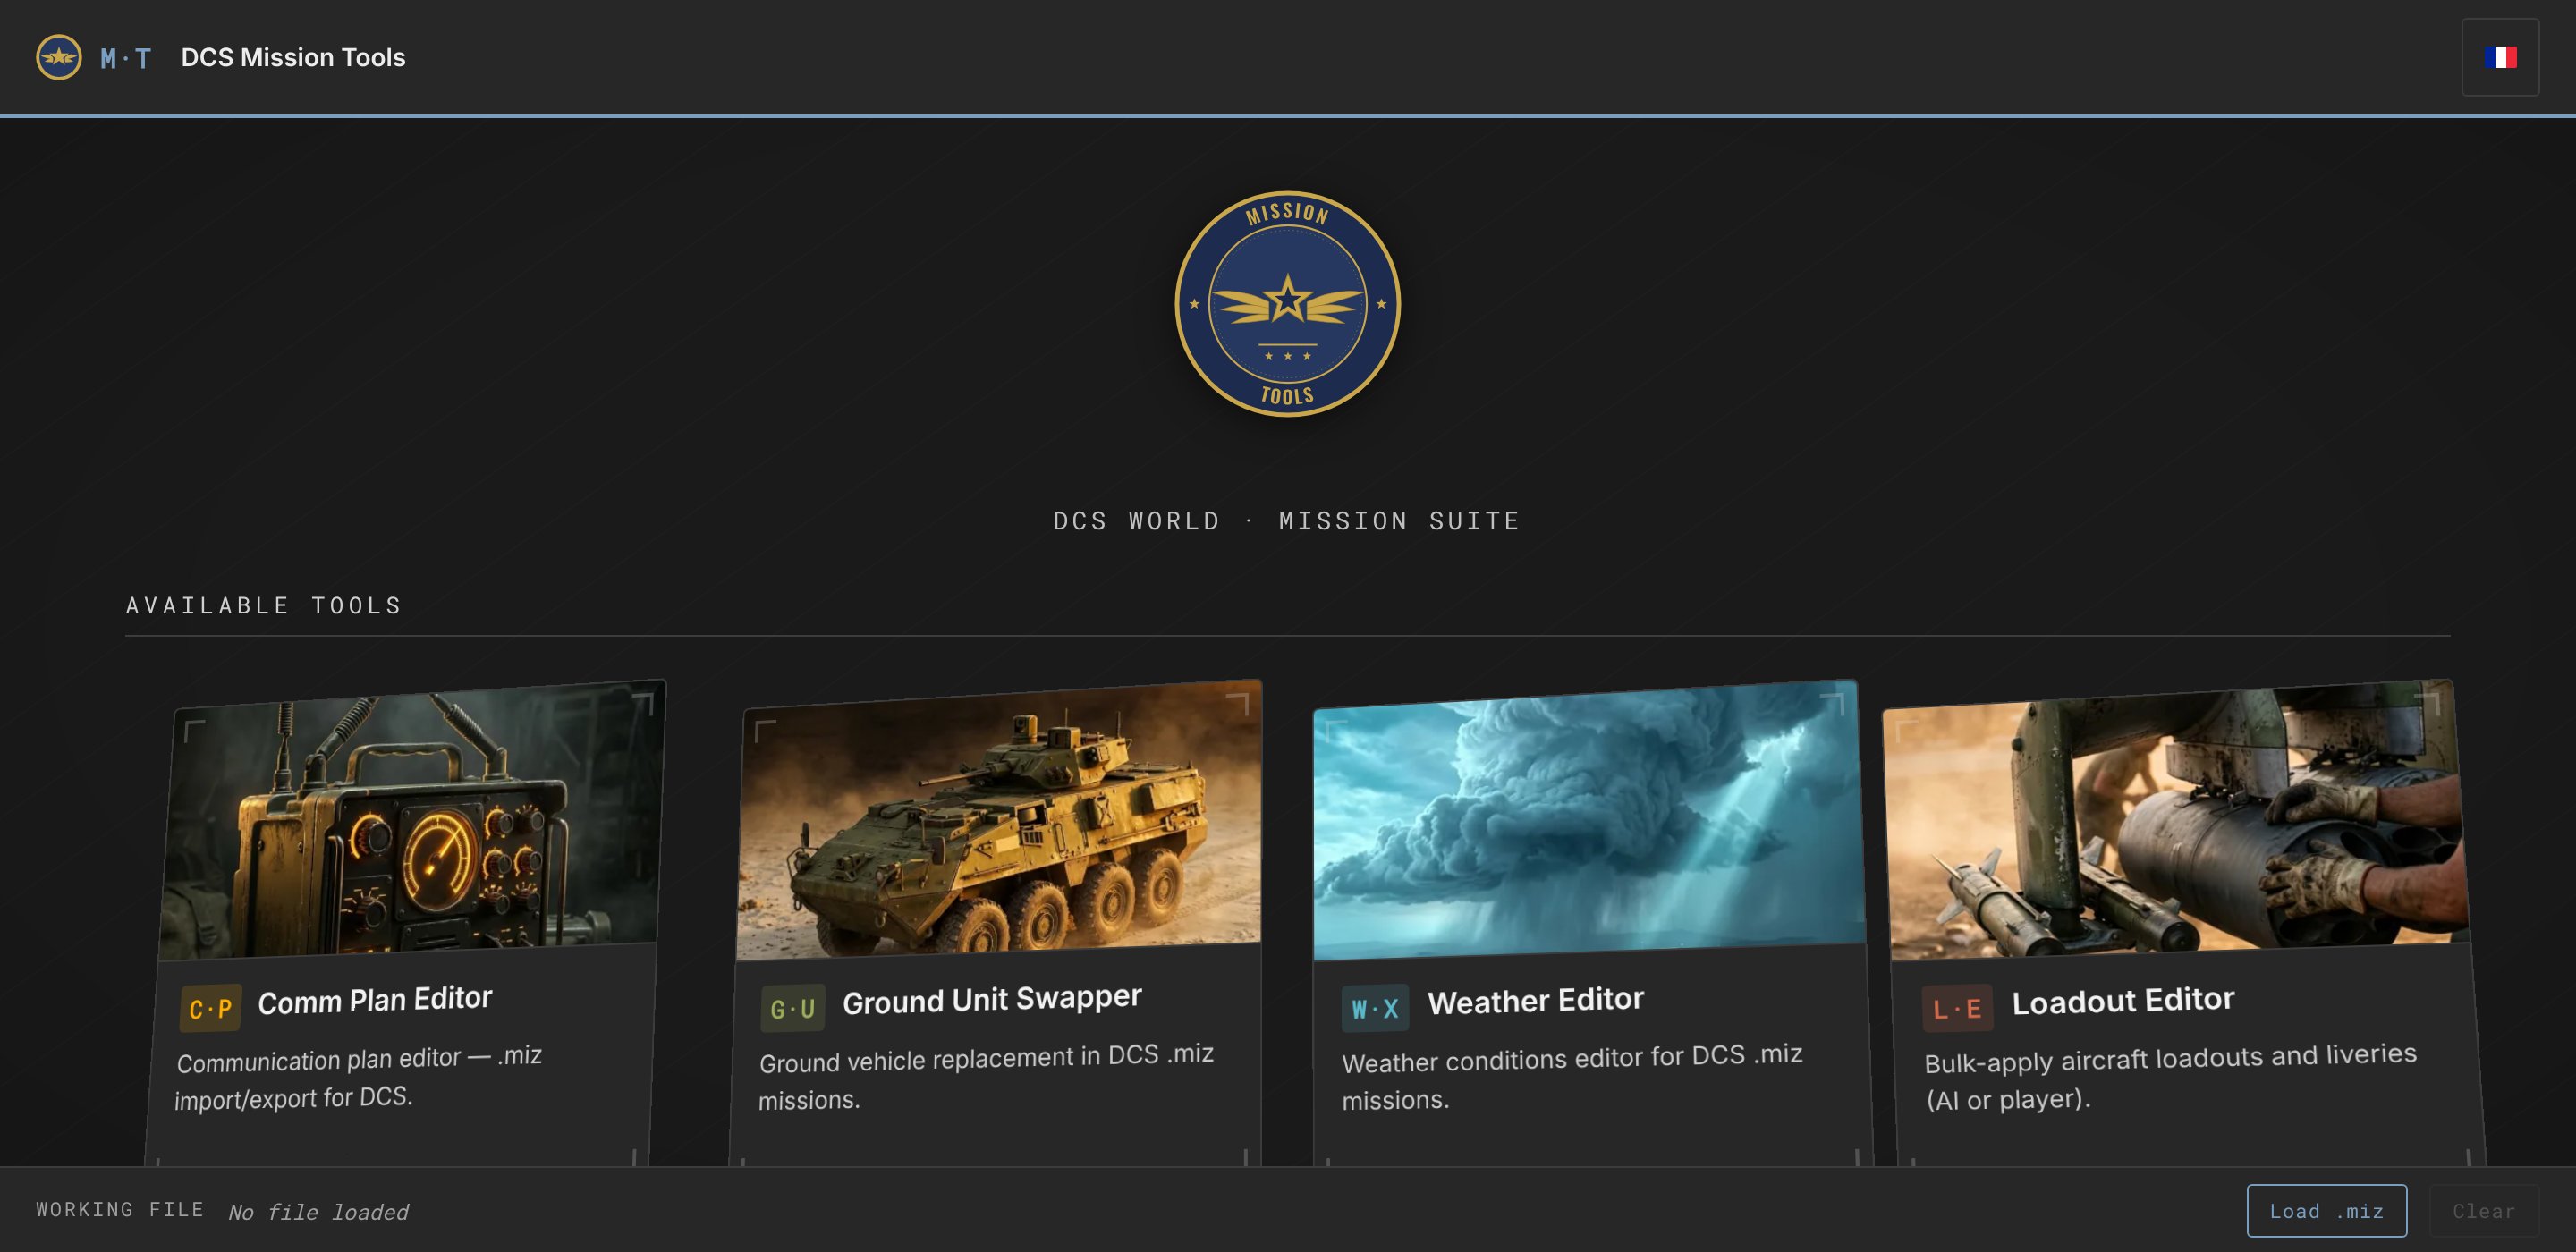 M·T DCS Mission Tools
MISSION
TOOLS
DCS WORLD · MISSION SUITE
AVAILABLE TOOLS
C·P Comm Plan Editor
Communication plan editor — .miz
import/export for DCS.
G·U Ground Unit Swapper
Ground vehicle replacement in DCS .miz
missions.
W·X Weather Editor
Weather conditions editor for DCS .miz
missions.
L·E Loadout Editor
Bulk-apply aircraft loadouts and liveries
(AI or player).
WORKING FILE No file loaded
Load .miz
Clear